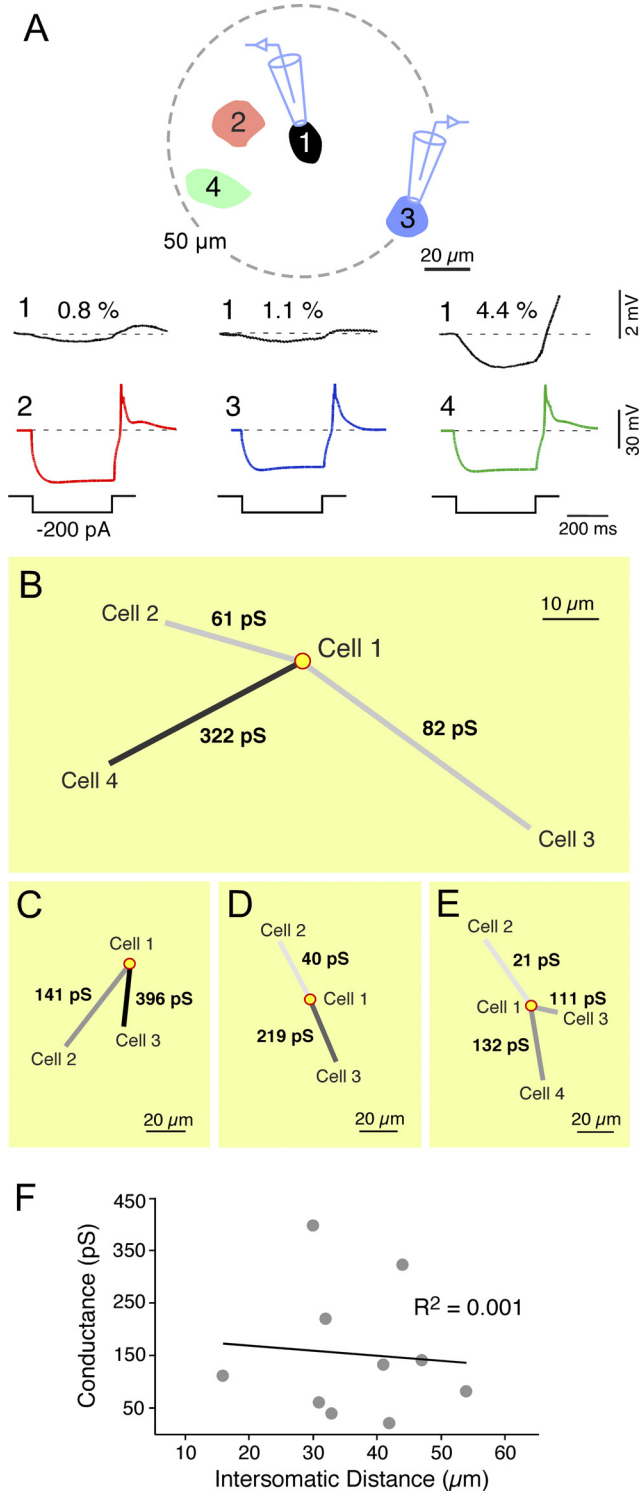 A
2
1
4
3
50 µm
20 µm
1 0.8 %
1 1.1 %
1 4.4 %
2 mV
2
3
4
30 mV
-200 pA
200 ms
B
Cell 2
61 pS
10 µm
Cell 1
322 pS
82 pS
Cell 4
Cell 3
C
Cell 1
141 pS
396 pS
Cell 3
Cell 2
20 µm
D
Cell 2
40 pS
Cell 1
219 pS
Cell 3
20 µm
E
Cell 2
21 pS
111 pS
Cell 1
Cell 3
132 pS
Cell 4
20 µm
F
Conductance (pS)
450
350
250
150
50
R² = 0.001
10 20 30 40 50 60
Intersomatic Distance (µm)